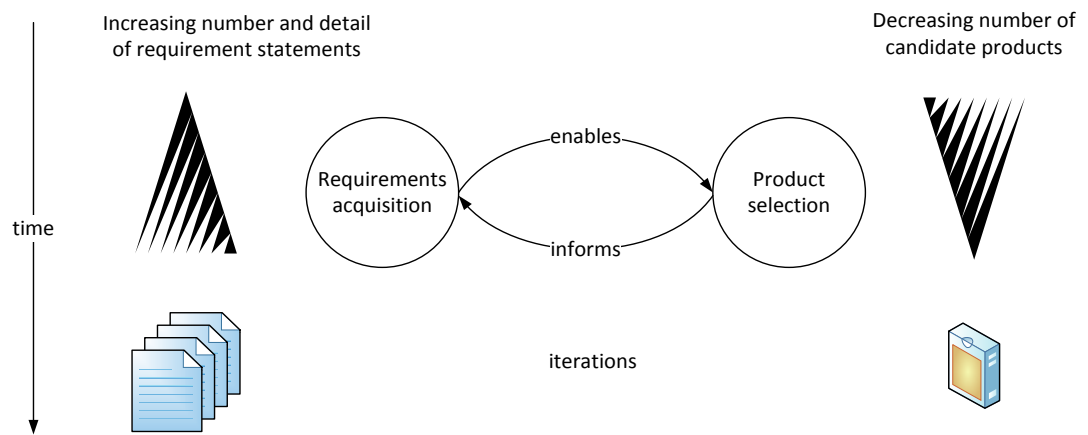 Increasing number and detail
of requirement statements
Decreasing number of
candidate products
enables
Requirements
acquisition
Product
selection
time
informs
iterations